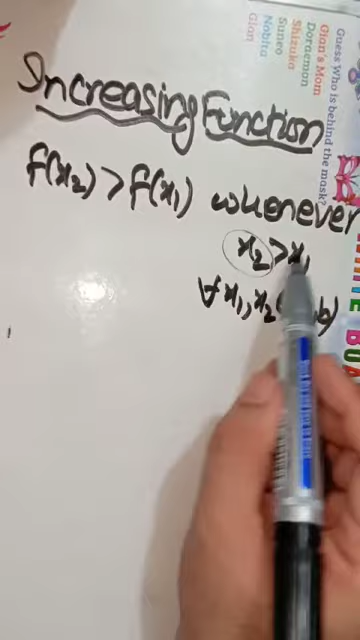 Increasing Function
f(x₂) > f(x₁) whenever
x₂ > x₁
∀ x₁, x₂
Guess Who is behind the mask?
Gian's Mom
Doraemon
Shizuka
Suneo
Nobita
Gian